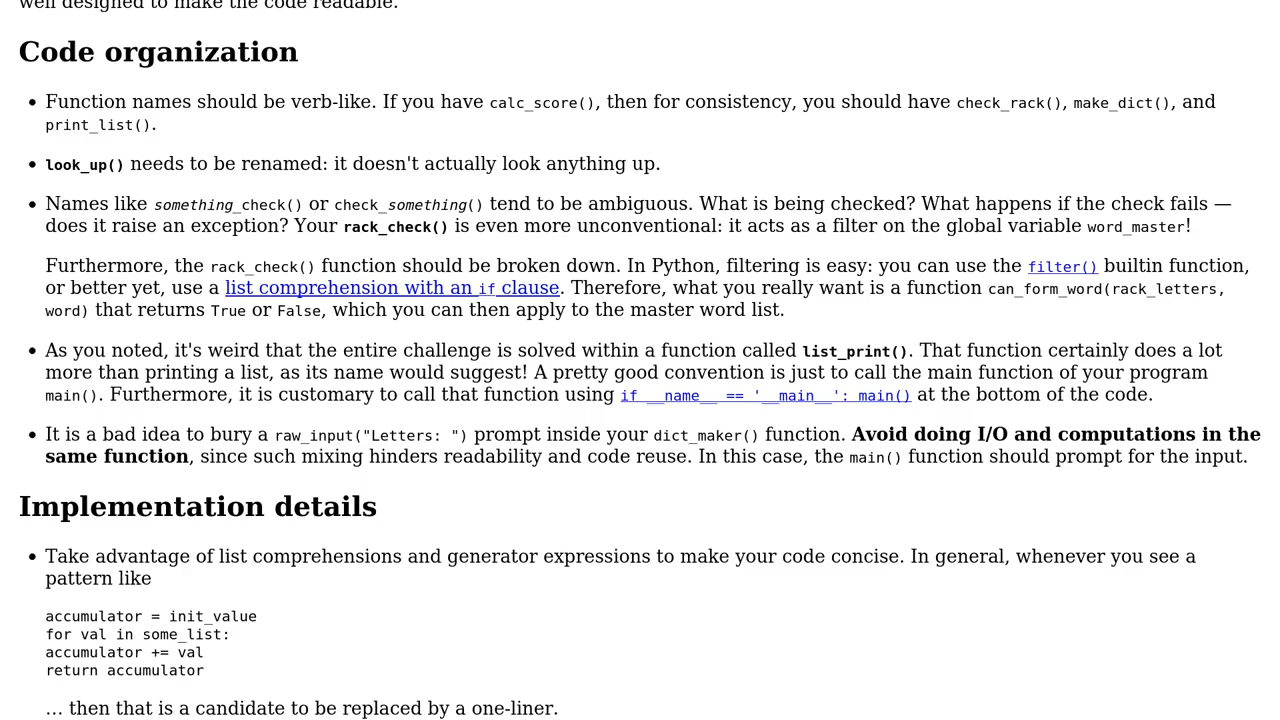 well designed to make the code readable.
Code organization
• Function names should be verb-like. If you have calc_score(), then for consistency, you should have check_rack(), make_dict(), and
print_list().
• look_up() needs to be renamed: it doesn't actually look anything up.
• Names like something_check() or check_something() tend to be ambiguous. What is being checked? What happens if the check fails —
does it raise an exception? Your rack_check() is even more unconventional: it acts as a filter on the global variable word_master!
Furthermore, the rack_check() function should be broken down. In Python, filtering is easy: you can use the filter() builtin function,
or better yet, use a list comprehension with an if clause. Therefore, what you really want is a function can_form_word(rack_letters,
word) that returns True or False, which you can then apply to the master word list.
• As you noted, it's weird that the entire challenge is solved within a function called list_print(). That function certainly does a lot
more than printing a list, as its name would suggest! A pretty good convention is just to call the main function of your program
main(). Furthermore, it is customary to call that function using if __name__ == '__main__': main() at the bottom of the code.
• It is a bad idea to bury a raw_input("Letters: ") prompt inside your dict_maker() function. Avoid doing I/O and computations in the
same function, since such mixing hinders readability and code reuse. In this case, the main() function should prompt for the input.
Implementation details
• Take advantage of list comprehensions and generator expressions to make your code concise. In general, whenever you see a
pattern like
accumulator = init_value
for val in some_list:
accumulator += val
return accumulator
… then that is a candidate to be replaced by a one-liner.